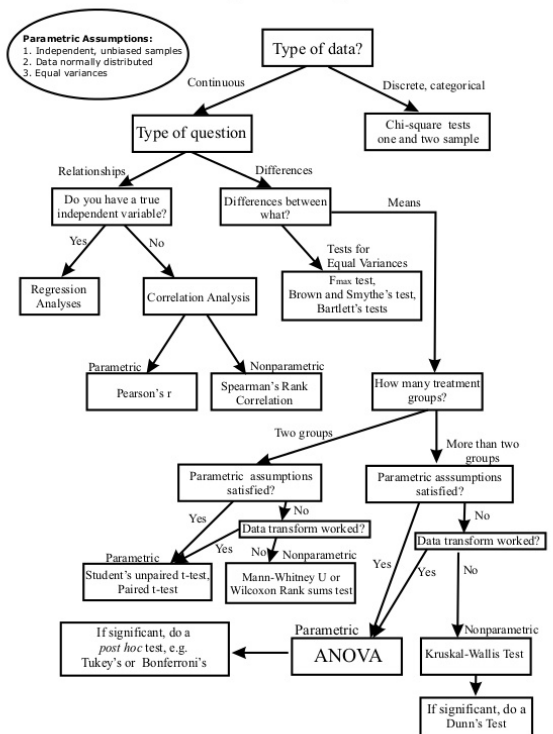 Parametric Assumptions:
1. Independent, unbiased samples
2. Data normally distributed
3. Equal variances
Type of data?
Continuous
Discrete, categorical
Type of question
Chi-square tests
one and two sample
Relationships
Differences
Do you have a true
independent variable?
Differences between
what?
Means
Yes
No
Tests for
Equal Variances
Regression
Analyses
Correlation Analysis
Fmax test,
Brown and Smythe's test,
Bartlett's tests
Parametric
Nonparametric
Pearson's r
Spearman's Rank
Correlation
How many treatment
groups?
Two groups
More than two
groups
Parametric assumptions
satisfied?
Parametric asssumptions
satisfied?
Yes
No
No
Data transform worked?
Data transform worked?
Parametric
Yes
No
Nonparametric
Yes
Yes
No
Student's unpaired t-test,
Paired t-test
Mann-Whitney U or
Wilcoxon Rank sums test
Parametric
Nonparametric
If significant, do a
post hoc test, e.g.
Tukey's or Bonferroni's
ANOVA
Kruskal-Wallis Test
If significant, do a
Dunn's Test